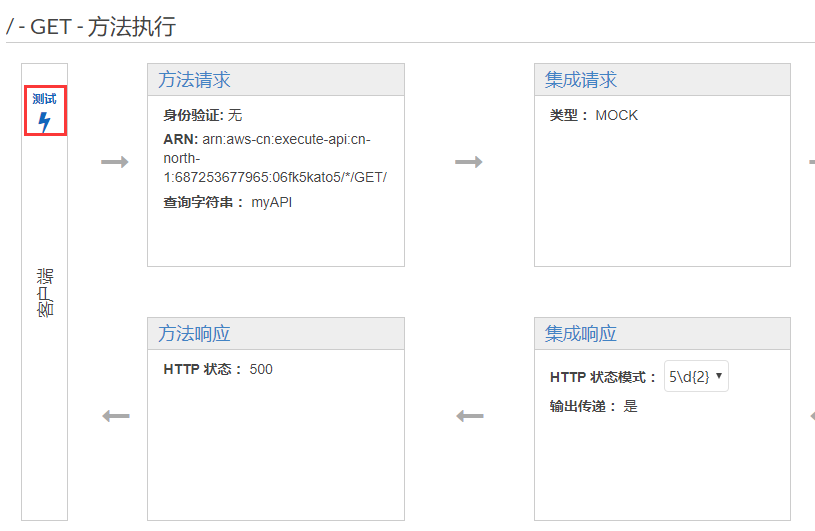 / - GET - 方法执行
测试
客户端
方法请求
身份验证: 无
ARN: arn:aws-cn:execute-api:cn-
north-
1:687253677965:06fk5kato5/*/GET/
查询字符串： myAPI
集成请求
类型： MOCK
方法响应
HTTP 状态： 500
集成响应
HTTP 状态模式： 5\d{2}
输出传递： 是